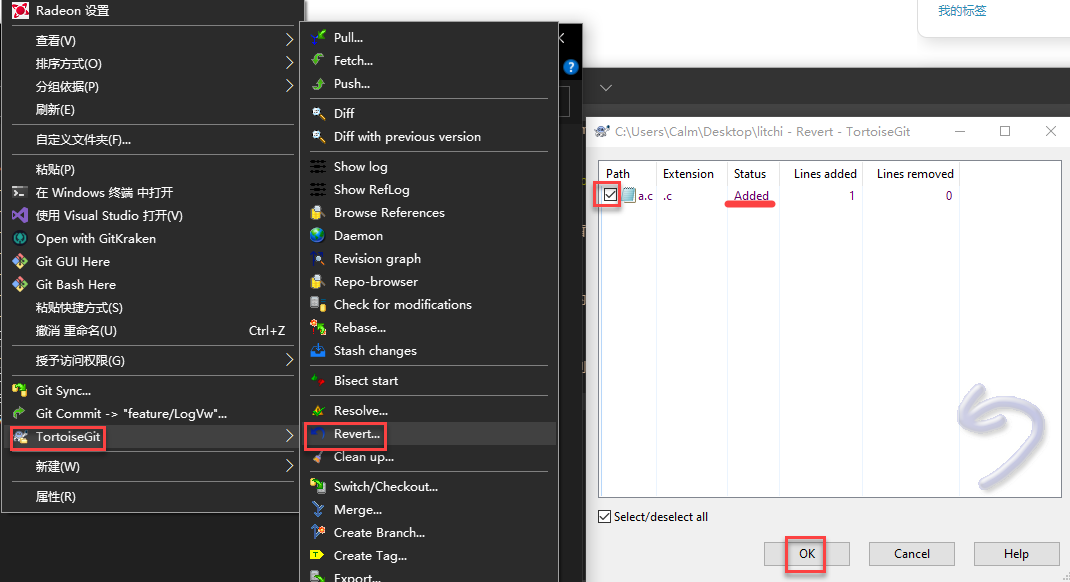 Radeon 设置
查看(V)
排序方式(O)
分组依据(P)
刷新(E)
自定义文件夹(F)...
粘贴(P)
在 Windows 终端 中打开
使用 Visual Studio 打开(V)
Open with GitKraken
Git GUI Here
Git Bash Here
粘贴快捷方式(S)
撤消 重命名(U) Ctrl+Z
授予访问权限(G)
Git Sync...
Git Commit -> "feature/LogVw"...
TortoiseGit
新建(W)
属性(R)
Pull...
Fetch...
Push...
Diff
Diff with previous version
Show log
Show RefLog
Browse References
Daemon
Revision graph
Repo-browser
Check for modifications
Rebase...
Stash changes
Bisect start
Resolve...
Revert...
Clean up...
Switch/Checkout...
Merge...
Create Branch...
Create Tag...
Export...
我的标签
C:\Users\Calm\Desktop\litchi - Revert - TortoiseGit
Path Extension Status Lines added Lines removed
a.c .c Added 1 0
Select/deselect all
OK Cancel Help